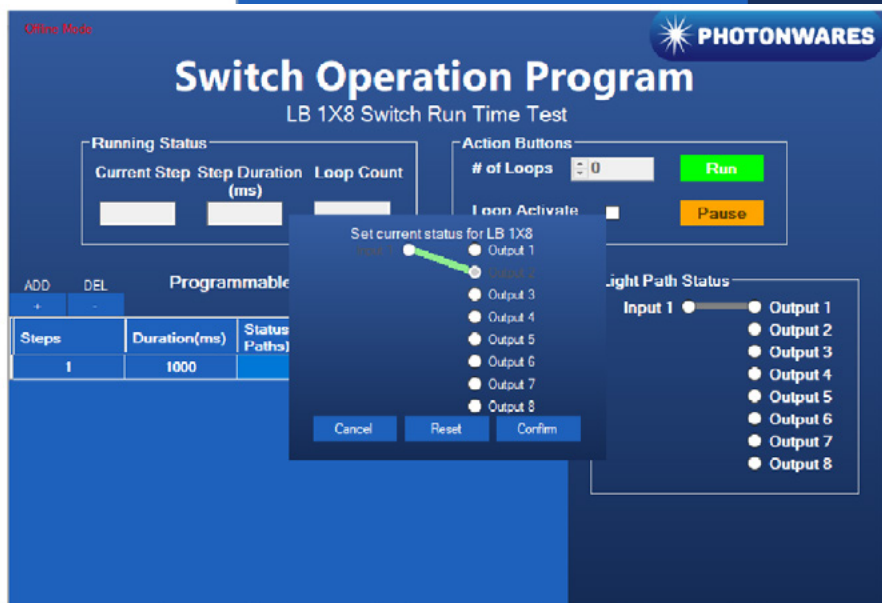 Offline Mode
PHOTONWARES
Switch Operation Program
LB 1X8 Switch Run Time Test
Running Status
Current Step Step Duration (ms) Loop Count
Action Buttons
# of Loops 0 Run
Loop Activate Pause
Set current status for LB 1X8
Input 1 Output 1
Output 2
Output 3
Output 4
Output 5
Output 6
Output 7
Output 8
Cancel Reset Confirm
ADD DEL Programmable
+ -
Steps Duration(ms) Status Paths)
1 1000
Light Path Status
Input 1 Output 1
Output 2
Output 3
Output 4
Output 5
Output 6
Output 7
Output 8